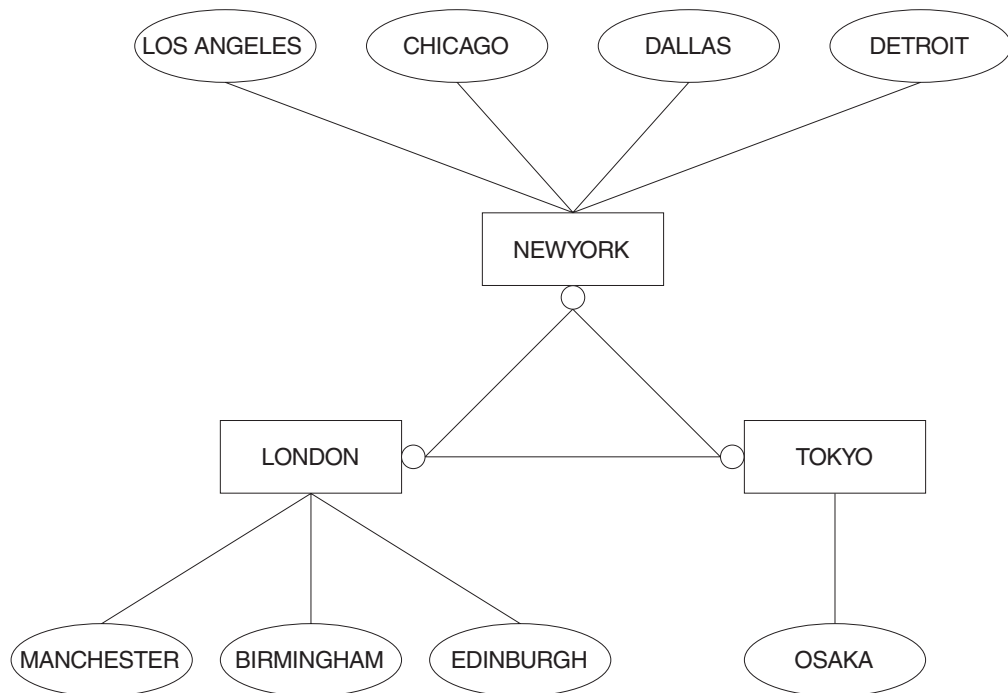 LOS ANGELES
CHICAGO
DALLAS
DETROIT
NEWYORK
LONDON
TOKYO
MANCHESTER
BIRMINGHAM
EDINBURGH
OSAKA